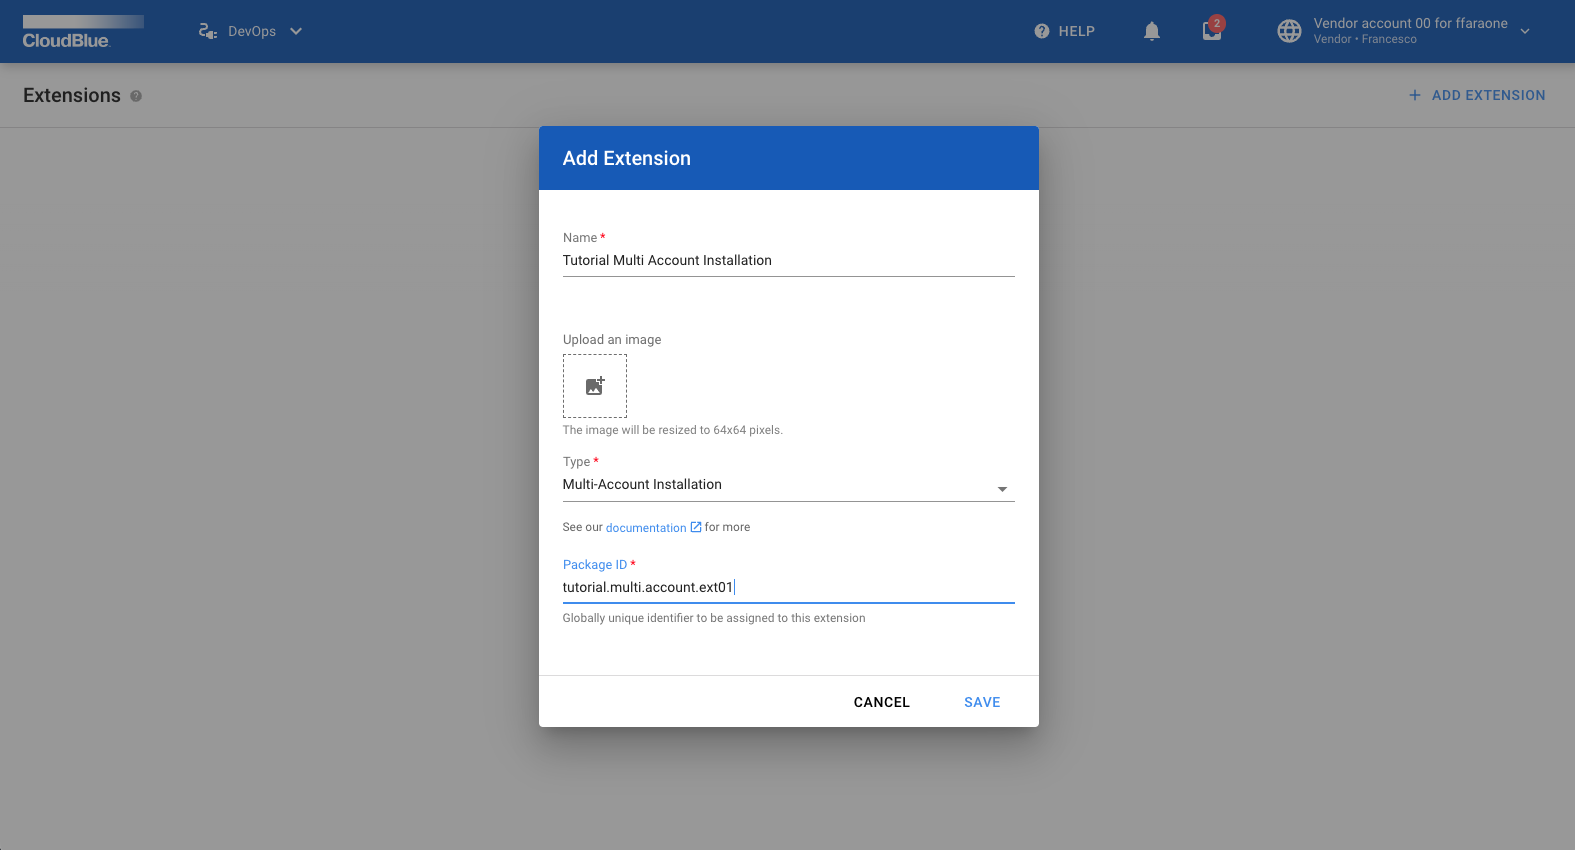 CloudBlue
DevOps
HELP
2
Vendor account 00 for ffaraone
Vendor • Francesco
Extensions
ADD EXTENSION
Add Extension
Name *
Tutorial Multi Account Installation
Upload an image
The image will be resized to 64x64 pixels.
Type *
Multi-Account Installation
See our documentation for more
Package ID *
tutorial.multi.account.ext01
Globally unique identifier to be assigned to this extension
CANCEL
SAVE